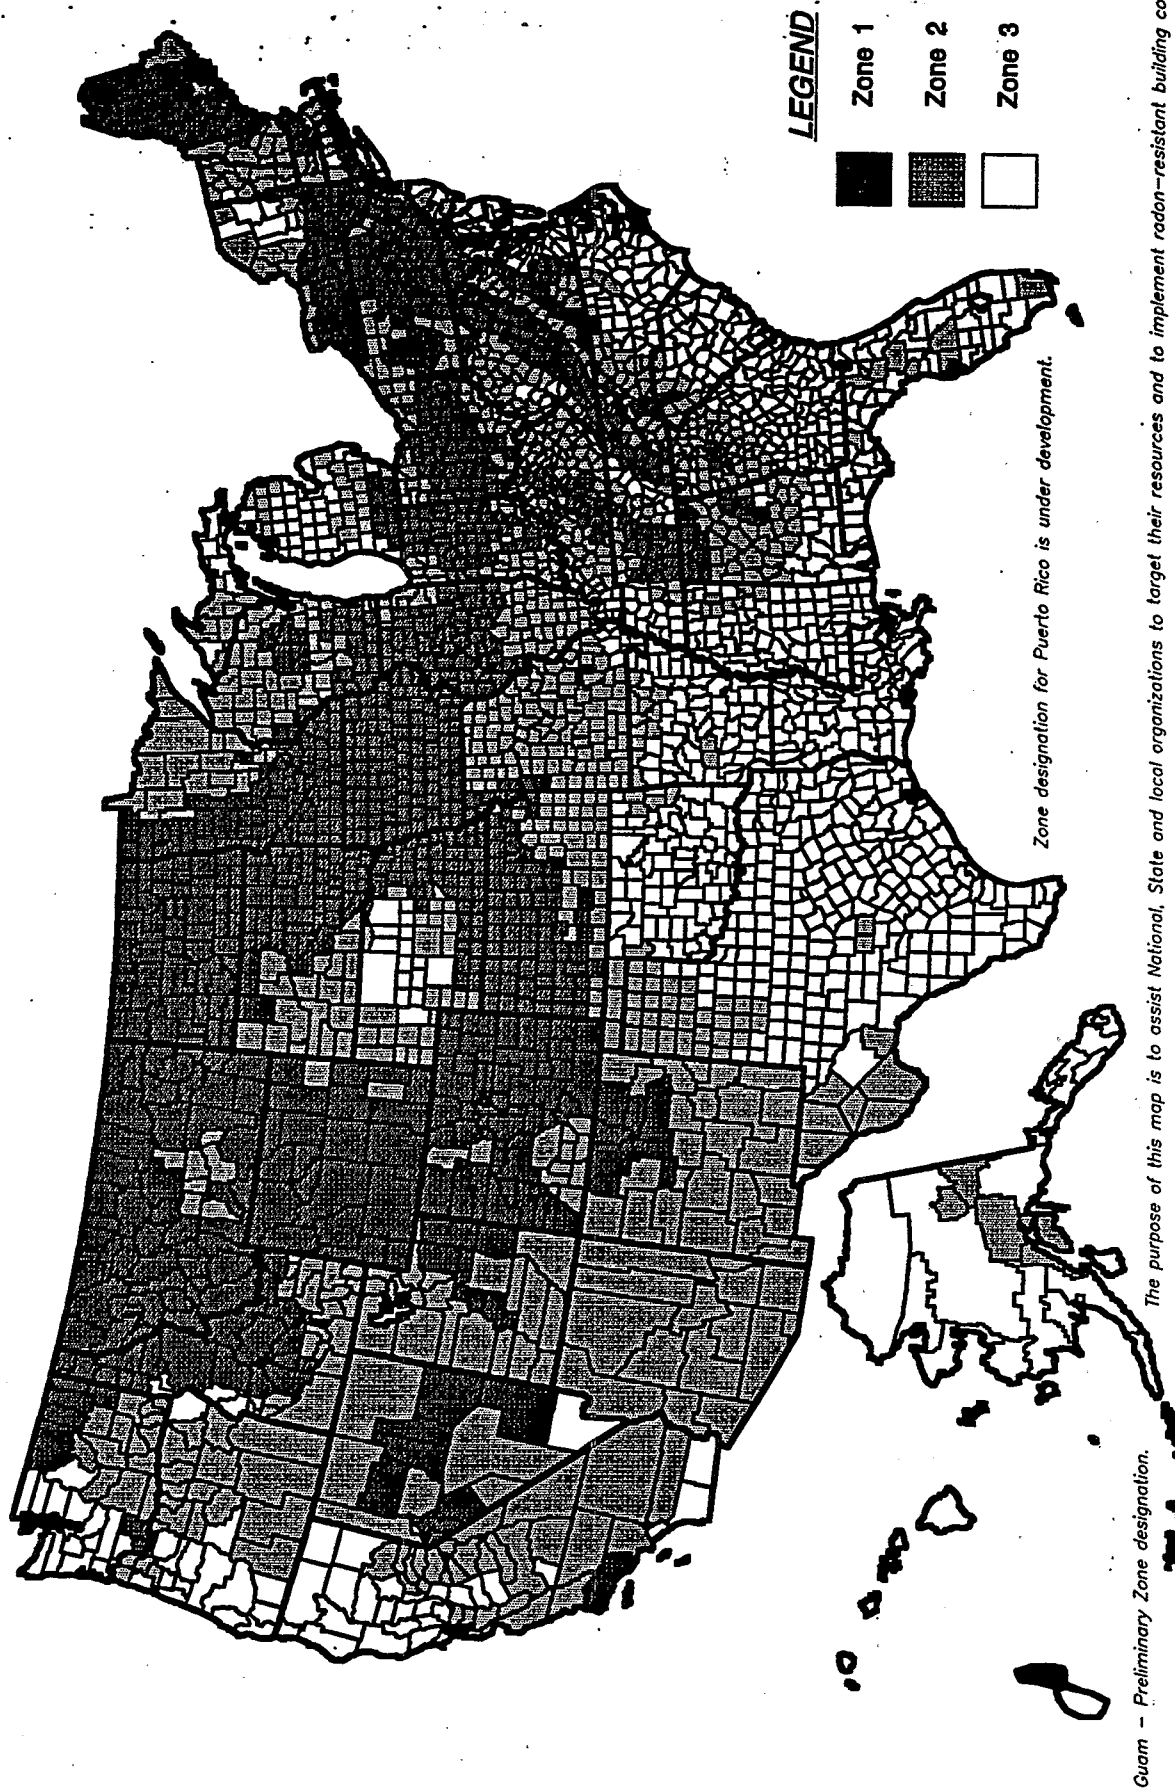 LEGEND
Zone 1
Zone 2
Zone 3
Zone designation for Puerto Rico is under development.
Guam – Preliminary Zone designation.
The purpose of this map is to assist National, State and local organizations to target their resources and to implement radon–resistant building co